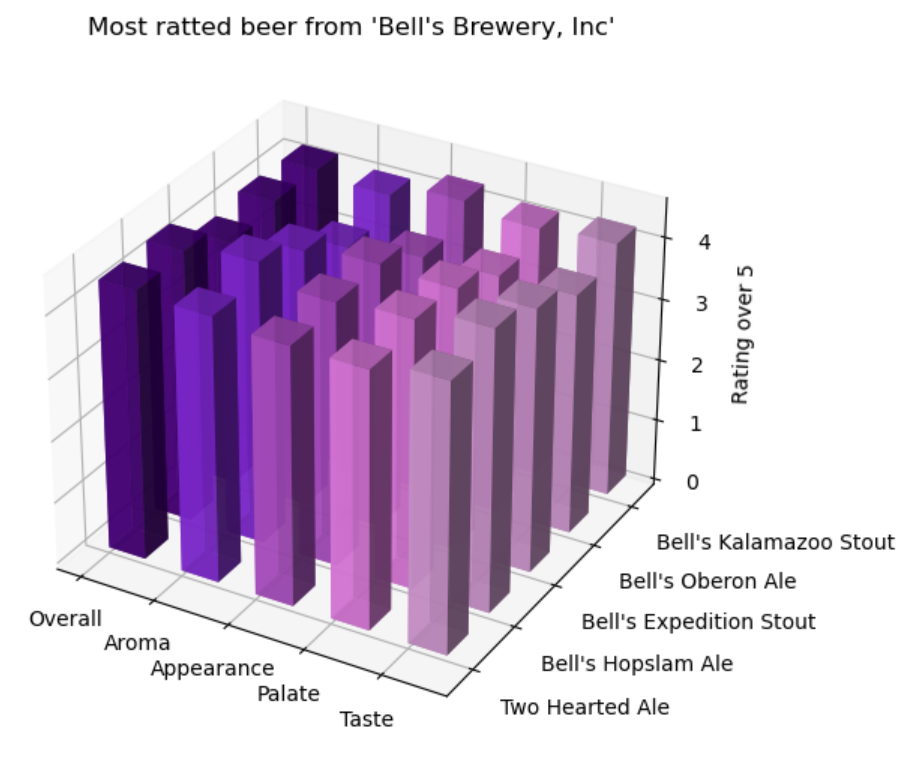 Most ratted beer from 'Bell's Brewery, Inc'
4
3
2
1
0
Rating over 5
Overall
Aroma
Appearance
Palate
Taste
Bell's Kalamazoo Stout
Bell's Oberon Ale
Bell's Expedition Stout
Bell's Hopslam Ale
Two Hearted Ale